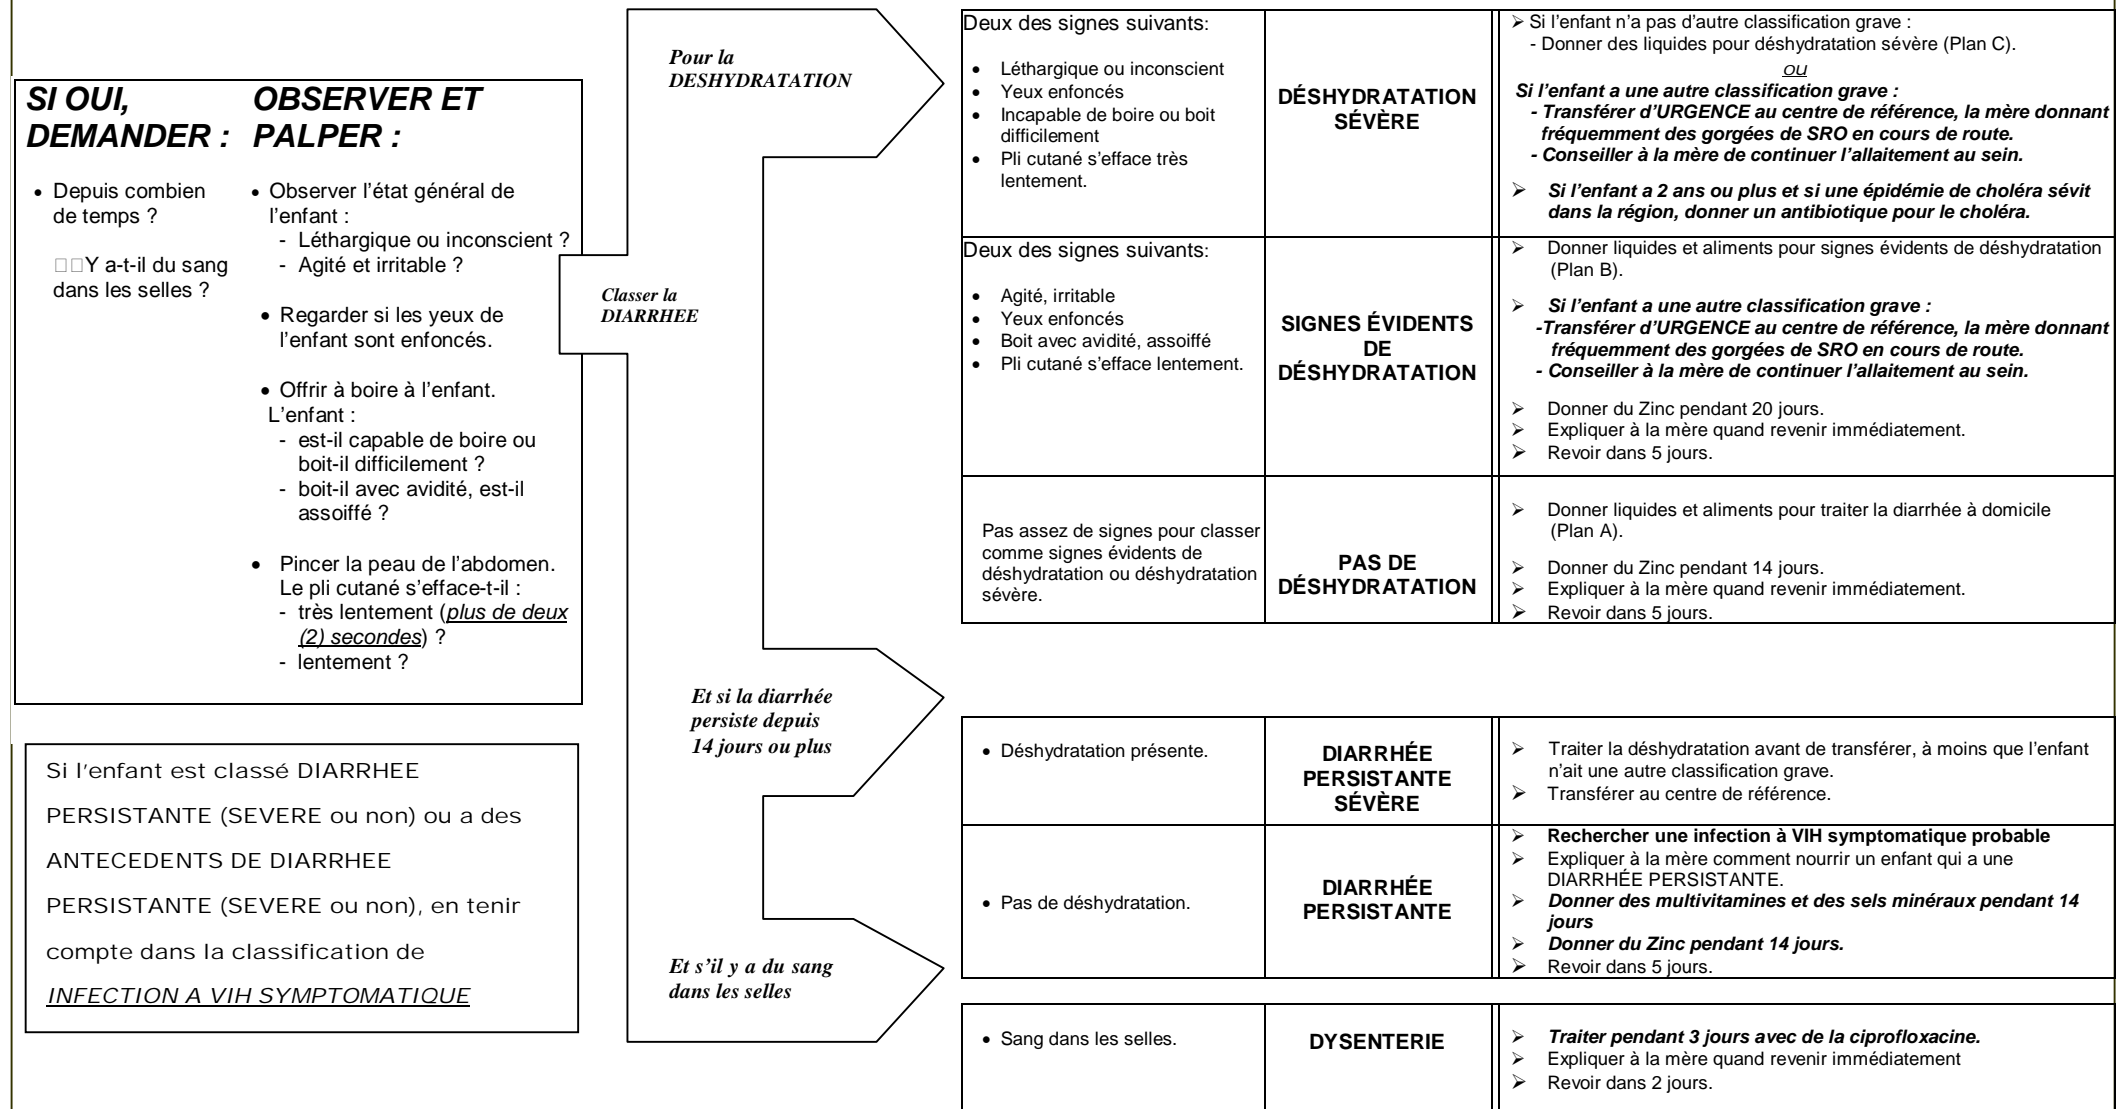 SI OUI,
DEMANDER :
• Depuis combien
de temps ?
□□Y a-t-il du sang
dans les selles ?
OBSERVER ET
PALPER :
• Observer l’état général de
l’enfant :
- Léthargique ou inconscient ?
- Agité et irritable ?
• Regarder si les yeux de
l’enfant sont enfoncés.
• Offrir à boire à l’enfant.
L’enfant :
- est-il capable de boire ou
boit-il difficilement ?
- boit-il avec avidité, est-il
assoiffé ?
• Pincer la peau de l’abdomen.
Le pli cutané s’efface-t-il :
- très lentement (plus de deux
(2) secondes) ?
- lentement ?
Si l’enfant est classé DIARRHEE
PERSISTANTE (SEVERE ou non) ou a des
ANTECEDENTS DE DIARRHEE
PERSISTANTE (SEVERE ou non), en tenir
compte dans la classification de
INFECTION A VIH SYMPTOMATIQUE
Classer la
DIARRHEE
Pour la
DESHYDRATATION
Deux des signes suivants:
• Léthargique ou inconscient
• Yeux enfoncés
• Incapable de boire ou boit
difficilement
• Pli cutané s’efface très
lentement.
DÉSHYDRATATION
SÉVÈRE
➢ Si l’enfant n’a pas d’autre classification grave :
- Donner des liquides pour déshydratation sévère (Plan C).
OU
Si l’enfant a une autre classification grave :
- Transférer d’URGENCE au centre de référence, la mère donnant
fréquemment des gorgées de SRO en cours de route.
- Conseiller à la mère de continuer l’allaitement au sein.
➢ Si l’enfant a 2 ans ou plus et si une épidémie de choléra sévit
dans la région, donner un antibiotique pour le choléra.
Deux des signes suivants:
• Agité, irritable
• Yeux enfoncés
• Boit avec avidité, assoiffé
• Pli cutané s’efface lentement.
SIGNES ÉVIDENTS
DE
DÉSHYDRATATION
➢ Donner liquides et aliments pour signes évidents de déshydratation
(Plan B).
➢ Si l’enfant a une autre classification grave :
-Transférer d’URGENCE au centre de référence, la mère donnant
fréquemment des gorgées de SRO en cours de route.
- Conseiller à la mère de continuer l’allaitement au sein.
➢ Donner du Zinc pendant 20 jours.
➢ Expliquer à la mère quand revenir immédiatement.
➢ Revoir dans 5 jours.
Pas assez de signes pour classer
comme signes évidents de
déshydratation ou déshydratation
sévère.
PAS DE
DÉSHYDRATATION
➢ Donner liquides et aliments pour traiter la diarrhée à domicile
(Plan A).
➢ Donner du Zinc pendant 14 jours.
➢ Expliquer à la mère quand revenir immédiatement.
➢ Revoir dans 5 jours.
Et si la diarrhée
persiste depuis
14 jours ou plus
• Déshydratation présente.
DIARRHÉE
PERSISTANTE
SÉVÈRE
➢ Traiter la déshydratation avant de transférer, à moins que l’enfant
n’ait une autre classification grave.
➢ Transférer au centre de référence.
• Pas de déshydratation.
DIARRHÉE
PERSISTANTE
➢ Rechercher une infection à VIH symptomatique probable
➢ Expliquer à la mère comment nourrir un enfant qui a une
DIARRHÉE PERSISTANTE.
➢ Donner des multivitamines et des sels minéraux pendant 14
jours
➢ Donner du Zinc pendant 14 jours.
➢ Revoir dans 5 jours.
Et s’il y a du sang
dans les selles
• Sang dans les selles.
DYSENTERIE
➢ Traiter pendant 3 jours avec de la ciprofloxacine.
➢ Expliquer à la mère quand revenir immédiatement
➢ Revoir dans 2 jours.